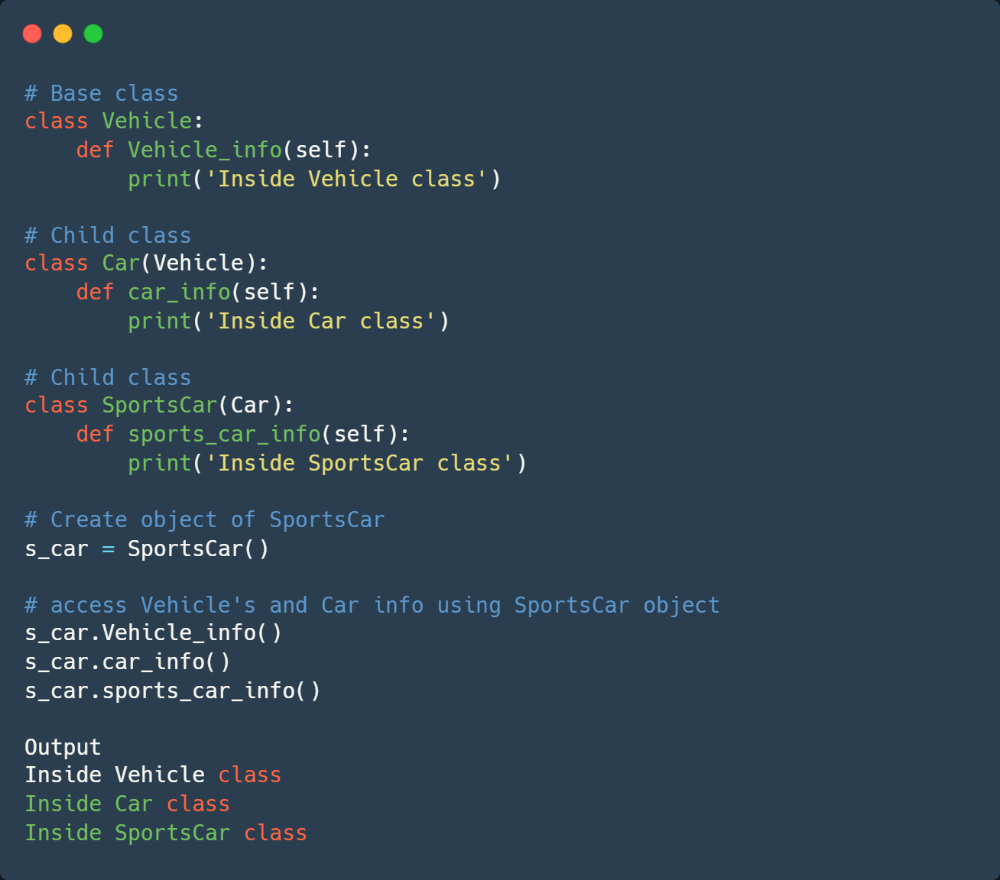 # Base class
class Vehicle:
    def Vehicle_info(self):
        print('Inside Vehicle class')

# Child class
class Car(Vehicle):
    def car_info(self):
        print('Inside Car class')

# Child class
class SportsCar(Car):
    def sports_car_info(self):
        print('Inside SportsCar class')

# Create object of SportsCar
s_car = SportsCar()

# access Vehicle's and Car info using SportsCar object
s_car.Vehicle_info()
s_car.car_info()
s_car.sports_car_info()

Output
Inside Vehicle class
Inside Car class
Inside SportsCar class